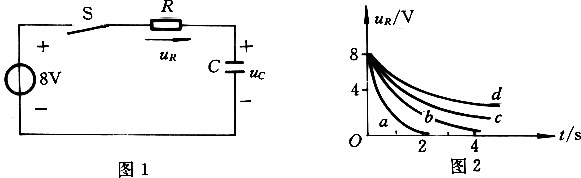 S
R
+
u_R
+
8V
C
u_C
−
−
图 1
u_R/V
8
4
d
c
b
a
O
2
4
t/s
图 2